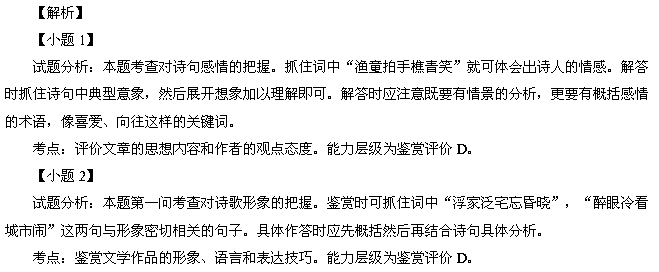 【解析】
【小题1】
试题分析：本题考查对诗句感情的把握。抓住词中“渔童拍手樵青笑”就可体会出诗人的情感。解答
时抓住诗句中典型意象，然后展开想象加以理解即可。解答时应注意既要有情景的分析，更要有概括感情
的术语，像喜爱、向往这样的关键词。
考点：评价文章的思想内容和作者的观点态度。能力层级为鉴赏评价D。
【小题2】
试题分析：本题第一问考查对诗歌形象的把握。鉴赏时可抓住词中“浮家泛宅忘昏晓”，“醉眼冷看
城市闹”这两句与形象密切相关的句子。具体作答时应先概括然后再结合诗句具体分析。
考点：鉴赏文学作品的形象、语言和表达技巧。能力层级为鉴赏评价D。